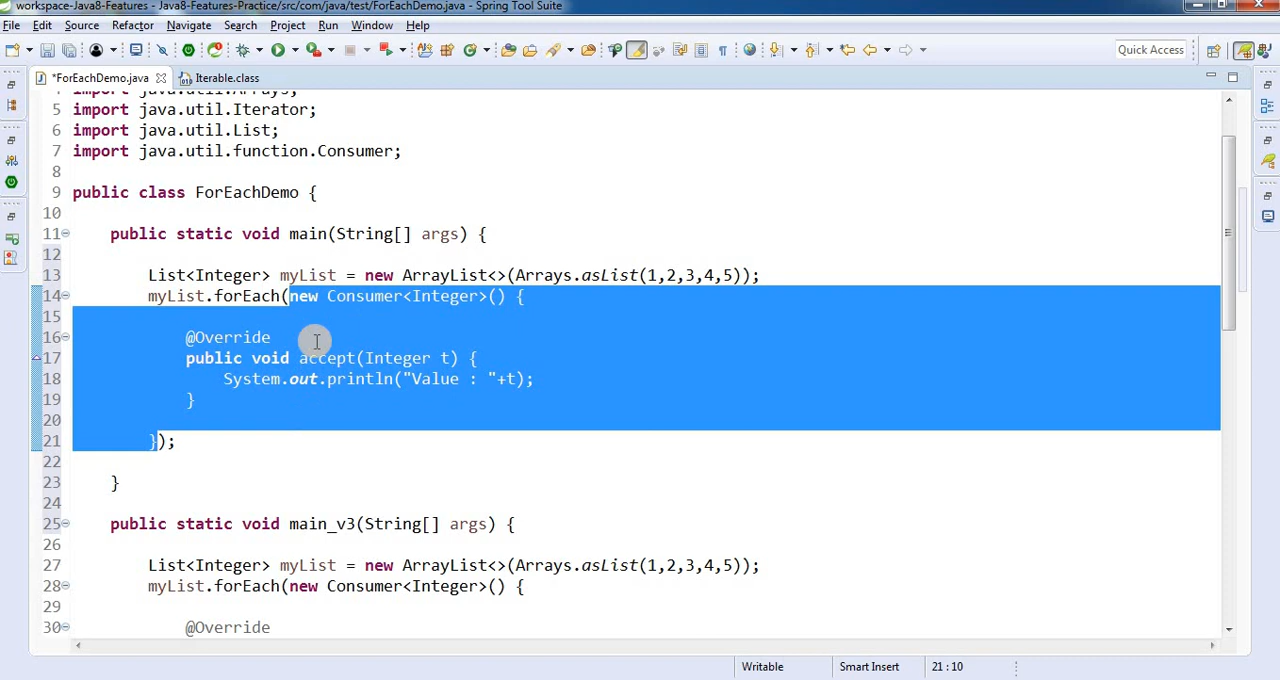 workspace-Java8-Features - Java-Features-Practice/src/com/java/test/ForEachDemo.java - Spring Tool Suite
File Edit Source Refactor Navigate Search Project Run Window Help
Quick Access
*ForEachDemo.java Iterable.class
4 import java.util.Arrays;
5 import java.util.Iterator;
6 import java.util.List;
7 import java.util.function.Consumer;
8
9 public class ForEachDemo {
10
11 public static void main(String[] args) {
12
13 List<Integer> myList = new ArrayList<>(Arrays.asList(1,2,3,4,5));
14 myList.forEach(new Consumer<Integer>() {
15
16 @Override
17 public void accept(Integer t) {
18 System.out.println("Value : "+t);
19 }
20
21 });
22
23 }
24
25 public static void main_v3(String[] args) {
26
27 List<Integer> myList = new ArrayList<>(Arrays.asList(1,2,3,4,5));
28 myList.forEach(new Consumer<Integer>() {
29
30 @Override
Writable Smart Insert 21 : 10